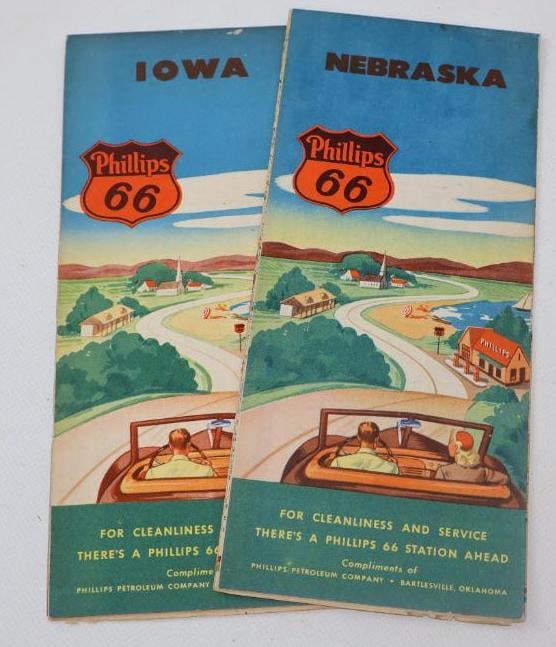 IOWA
Phillips
66
FOR CLEANLINESS
THERE'S A PHILLIPS 6
Complime
PHILLIPS PETROLEUM COMPANY
NEBRASKA
Phillips
66
PHILLIPS
FOR CLEANLINESS AND SERVICE
THERE'S A PHILLIPS 66 STATION AHEAD
Compliments of
PHILLIPS PETROLEUM COMPANY • BARTLESVILLE, OKLAHOMA